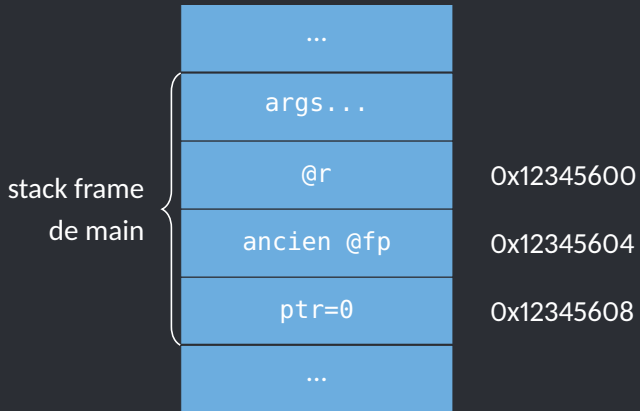 ...
args...
stack frame
de main
@r
0x12345600
ancien @fp
0x12345604
ptr=0
0x12345608
...